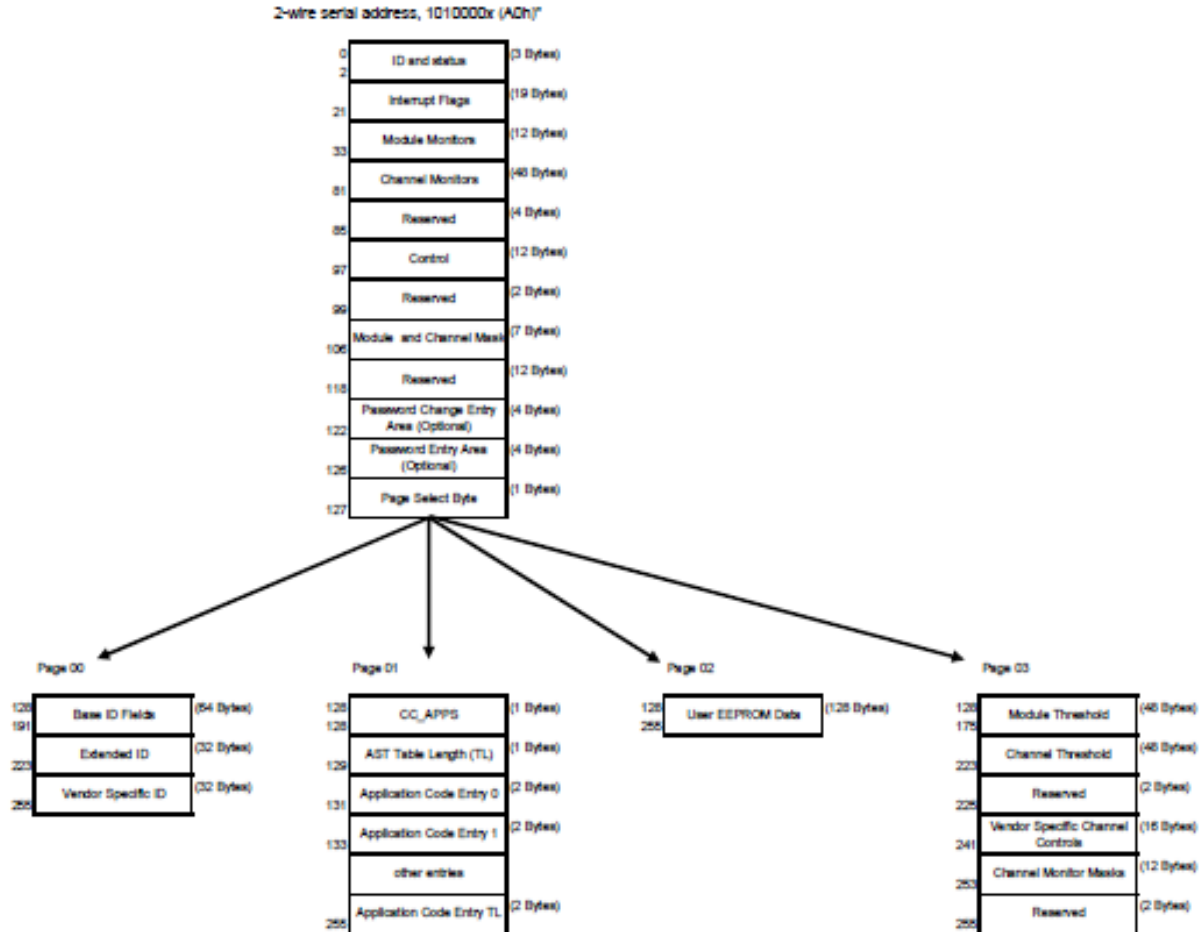 2-wire serial address, 1010000x (A0h)"
0
2
ID and status
(3 Bytes)
21
Interrupt Flags
(19 Bytes)
33
Module Monitors
(12 Bytes)
81
Channel Monitors
(48 Bytes)
85
Reserved
(4 Bytes)
97
Control
(12 Bytes)
99
Reserved
(2 Bytes)
106
Module and Channel Mask
(7 Bytes)
118
Reserved
(12 Bytes)
122
Password Change Entry
Area (Optional)
(4 Bytes)
126
Password Entry Area
(Optional)
(4 Bytes)
127
Page Select Byte
(1 Bytes)
Page 00
128
191
Base ID Fields
(64 Bytes)
223
Extended ID
(32 Bytes)
255
Vendor Specific ID
(32 Bytes)
Page 01
128
128
CC_APPS
(1 Bytes)
129
AST Table Length (TL)
(1 Bytes)
131
Application Code Entry 0
(2 Bytes)
133
Application Code Entry 1
(2 Bytes)
other entries
255
Application Code Entry TL
(2 Bytes)
Page 02
128
255
User EEPROM Data
(128 Bytes)
Page 03
128
175
Module Threshold
(48 Bytes)
223
Channel Threshold
(48 Bytes)
225
Reserved
(2 Bytes)
241
Vendor Specific Channel
Controls
(16 Bytes)
253
Channel Monitor Masks
(12 Bytes)
255
Reserved
(2 Bytes)